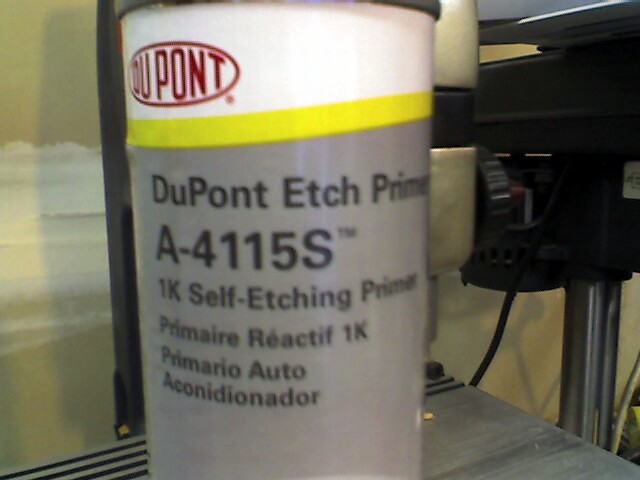 DUPONT®
DuPont Etch Primer
A-4115S™
1K Self-Etching Primer
Primaire Réactif 1K
Primario Auto
Aconidionador